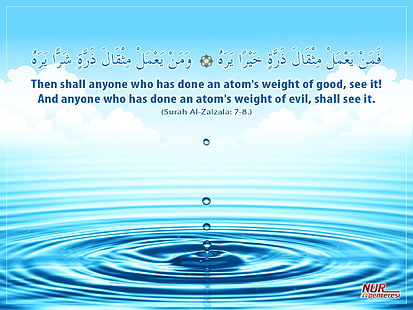 فَمَنْ يَعْمَلْ مِثْقَالَ ذَرَّةٍ خَيْرًا يَرَهُ ۞ وَمَنْ يَعْمَلْ مِثْقَالَ ذَرَّةٍ شَرًّا يَرَهُ
Then shall anyone who has done an atom's weight of good, see it!
And anyone who has done an atom's weight of evil, shall see it.
(Surah Al-Zalzala: 7-8.)
NUR
penceresi